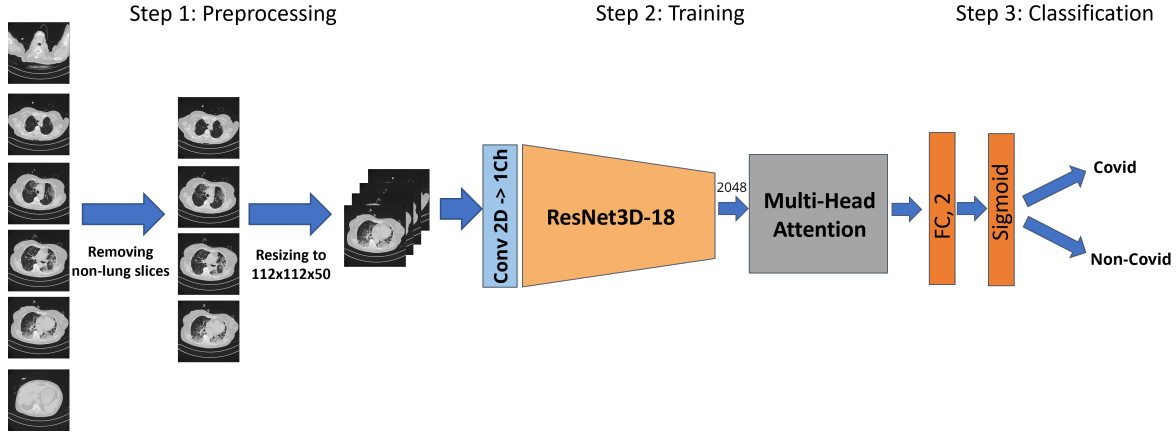 Step 1: Preprocessing
Step 2: Training
Step 3: Classification
Removing
non-lung slices
Resizing to
112x112x50
Conv 2D -> 1Ch
ResNet3D-18
2048
Multi-Head
Attention
FC, 2
Sigmoid
Covid
Non-Covid